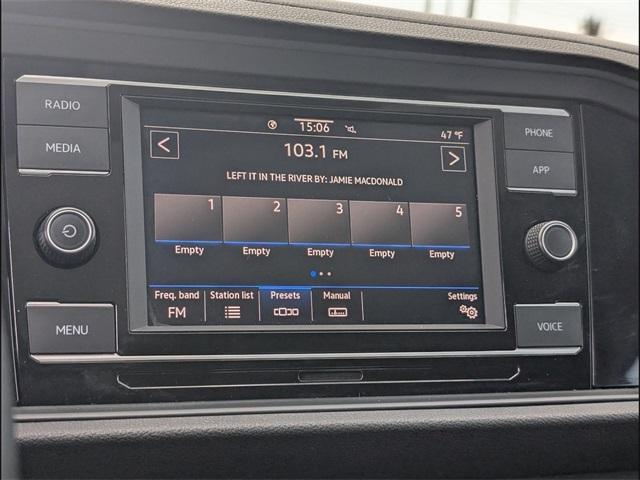 RADIO
MEDIA
MENU
15:06
47 °F
<
103.1 FM
>
LEFT IT IN THE RIVER BY: JAMIE MACDONALD
1 2 3 4 5
Empty Empty Empty Empty Empty
Freq. band Station list Presets Manual Settings
FM
PHONE
APP
VOICE